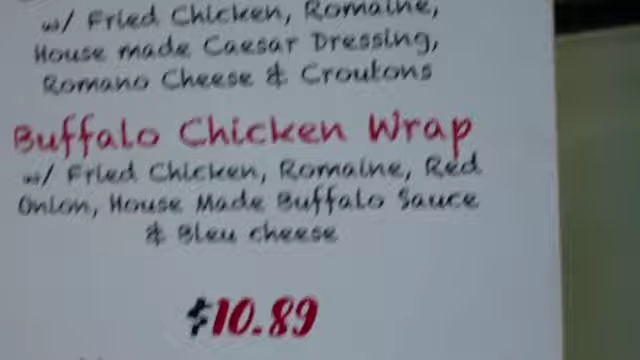 w/ Fried Chicken, Romaine,
House made Caesar Dressing,
Romano Cheese & Croutons
Buffalo Chicken Wrap
w/ Fried Chicken, Romaine, Red
Onion, House Made Buffalo Sauce
& Bleu cheese
$10.89